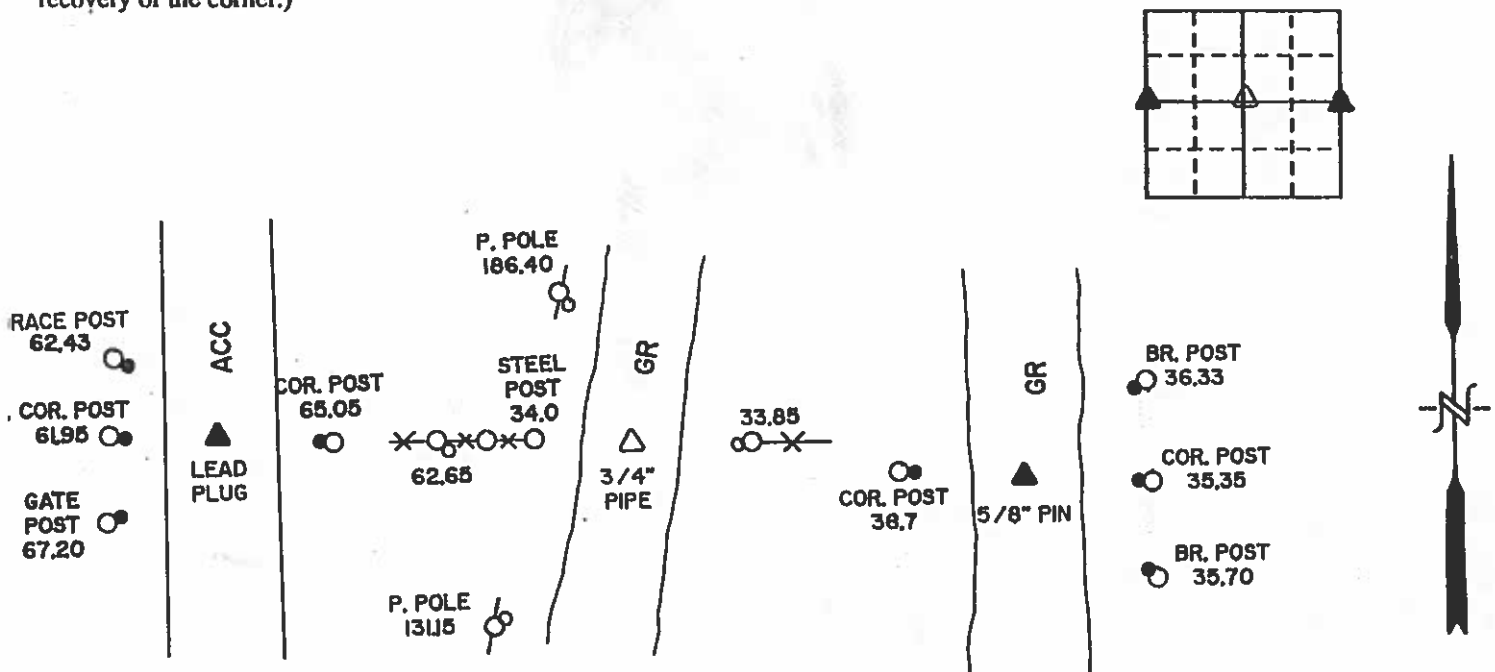 recovery of the corner.)
P. POLE
186.40
RACE POST
62.43
ACC
COR. POST
65.05
STEEL
POST
34.0
GR
COR. POST
61.95
LEAD
PLUG
62.65
3/4"
PIPE
33.85
GATE
POST
67.20
P. POLE
131.15
COR. POST
36.7
GR
5/8" PIN
BR. POST
36.33
COR. POST
35.35
BR. POST
35.70
N